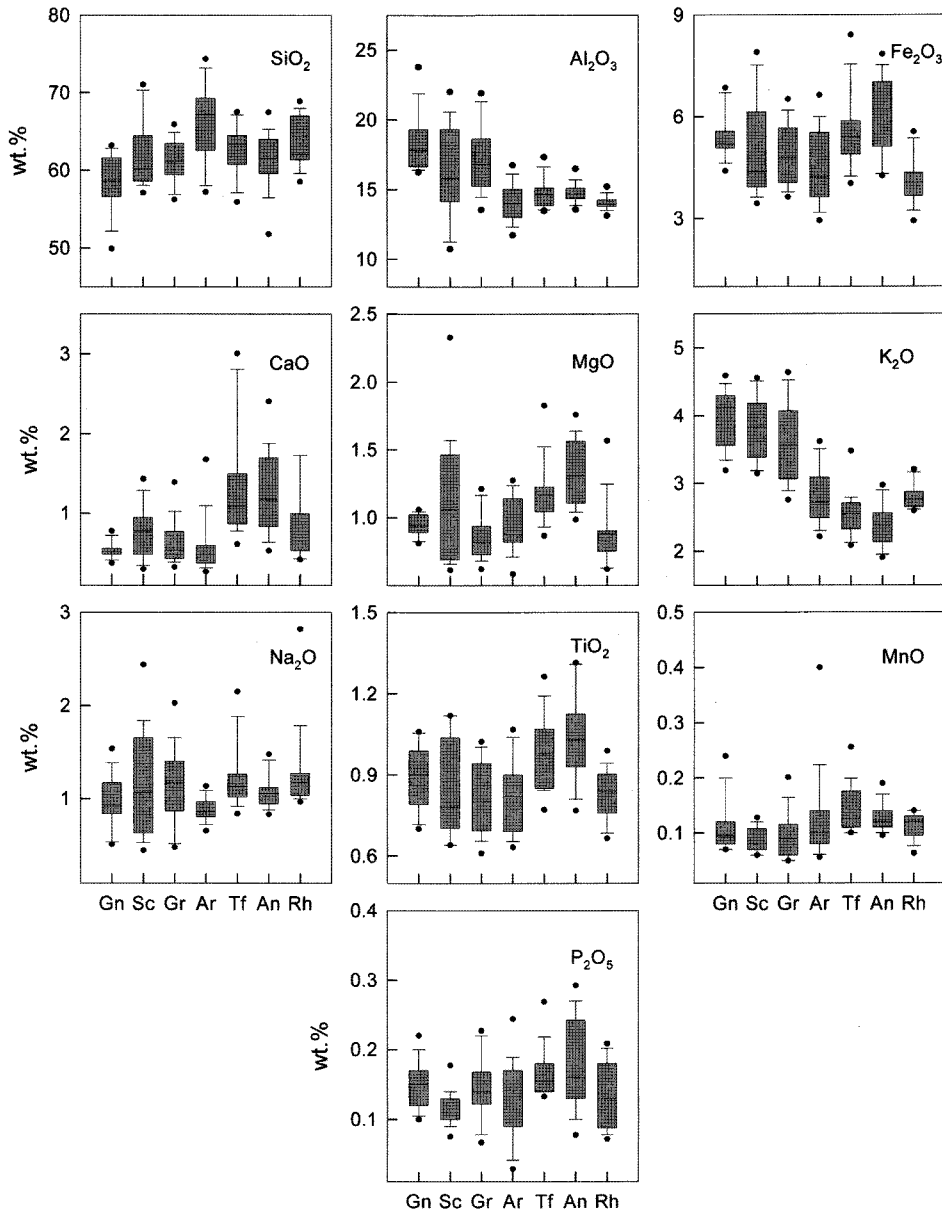 SiO₂
80
70
60
50
wt.%
Al₂O₃
25
20
15
10
Fe₂O₃
9
6
3
CaO
3
2
1
wt.%
MgO
2.5
2.0
1.5
1.0
K₂O
5
4
3
2
Na₂O
3
2
1
wt.%
Gn Sc Gr Ar Tf An Rh
TiO₂
1.5
1.2
0.9
0.6
MnO
0.5
0.4
0.3
0.2
0.1
Gn Sc Gr Ar Tf An Rh
P₂O₅
0.4
0.3
0.2
0.1
wt.%
Gn Sc Gr Ar Tf An Rh